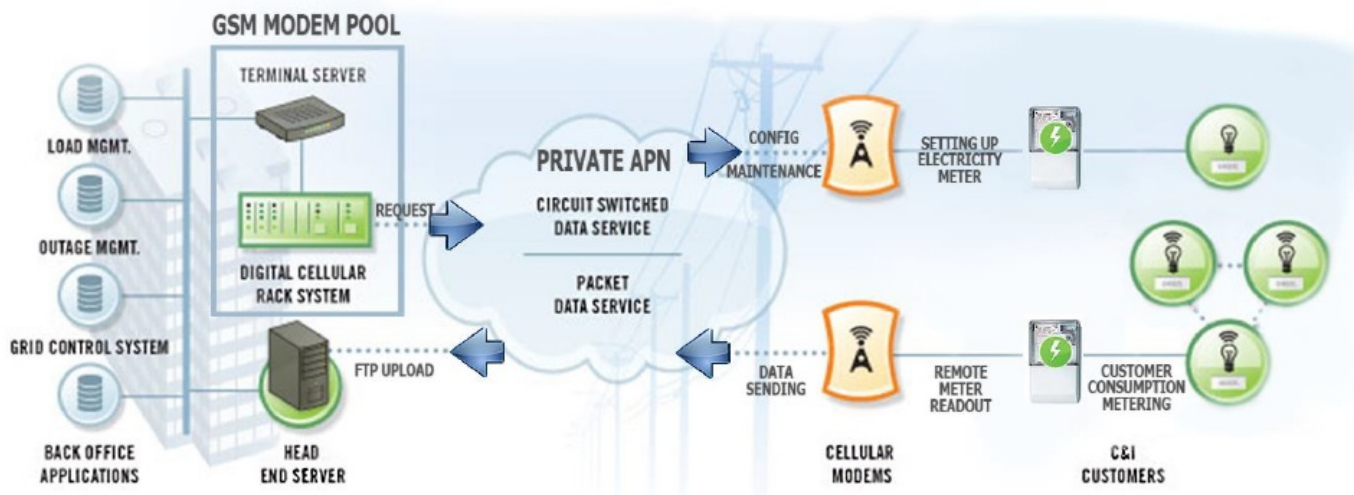 GSM MODEM POOL
TERMINAL SERVER
LOAD MGMT.
OUTAGE MGMT.
GRID CONTROL SYSTEM
BACK OFFICE
APPLICATIONS
DIGITAL CELLULAR
RACK SYSTEM
REQUEST
FTP UPLOAD
HEAD
END SERVER
PRIVATE APN
CIRCUIT SWITCHED
DATA SERVICE
PACKET
DATA SERVICE
CONFIG
MAINTENANCE
SETTING UP
ELECTRICITY
METER
DATA
SENDING
REMOTE
METER
READOUT
CUSTOMER
CONSUMPTION
METERING
CELLULAR
MODEMS
C&I
CUSTOMERS